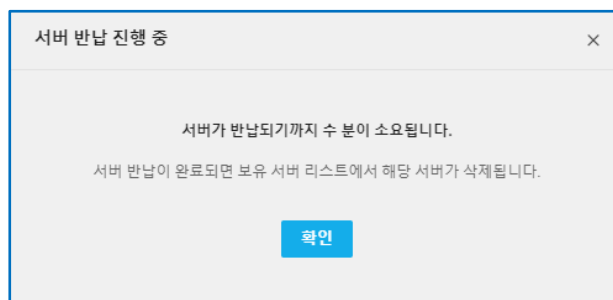 서버 반납 진행 중
서버가 반납되기까지 수 분이 소요됩니다.
서버 반납이 완료되면 보유 서버 리스트에서 해당 서버가 삭제됩니다.
확인